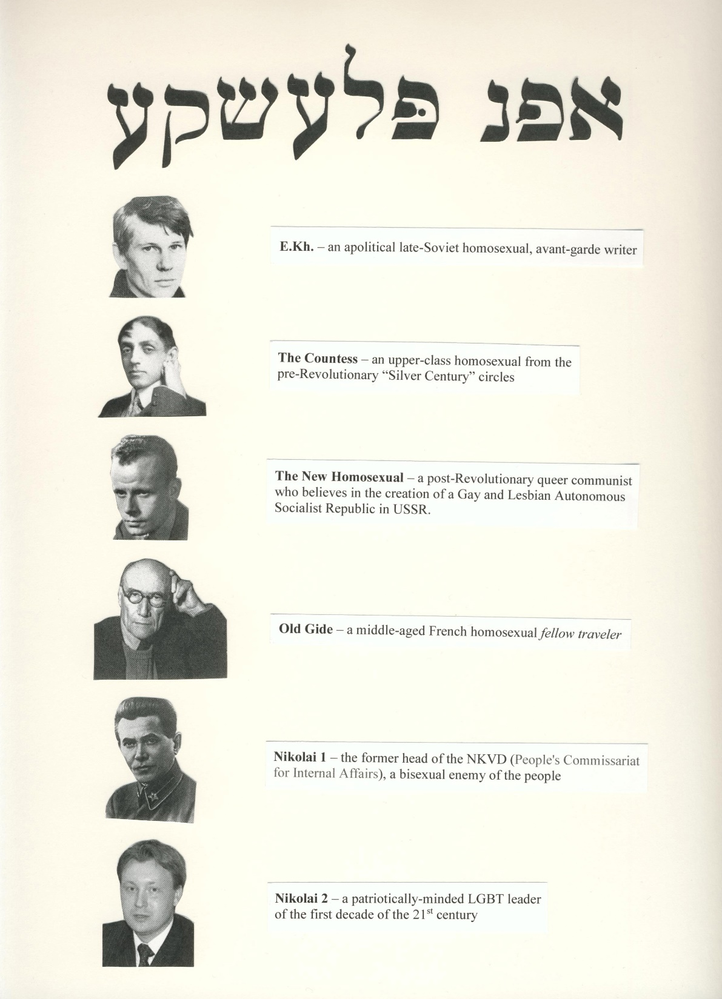 אפנ פּלעשקע
E.Kh. – an apolitical late-Soviet homosexual, avant-garde writer
The Countess – an upper-class homosexual from the
pre-Revolutionary “Silver Century” circles
The New Homosexual – a post-Revolutionary queer communist
who believes in the creation of a Gay and Lesbian Autonomous
Socialist Republic in USSR.
Old Gide – a middle-aged French homosexual fellow traveler
Nikolai 1 – the former head of the NKVD (People's Commissariat
for Internal Affairs), a bisexual enemy of the people
Nikolai 2 – a patriotically-minded LGBT leader
of the first decade of the 21st century